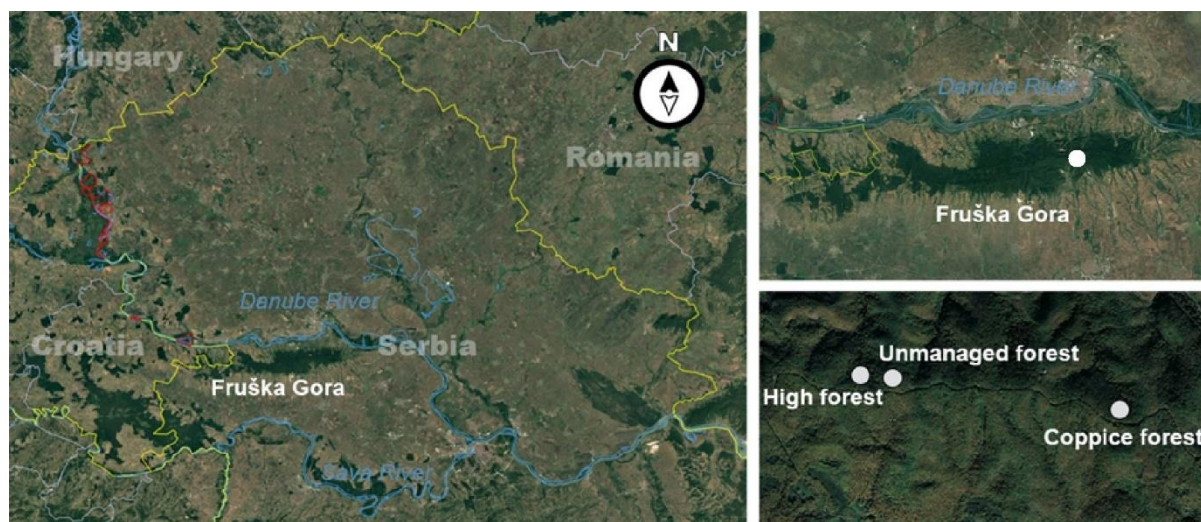 Hungary
N
Romania
Danube River
Croatia
Serbia
Fruška Gora
Sava River
Danube River
Fruška Gora
Unmanaged forest
High forest
Coppice forest